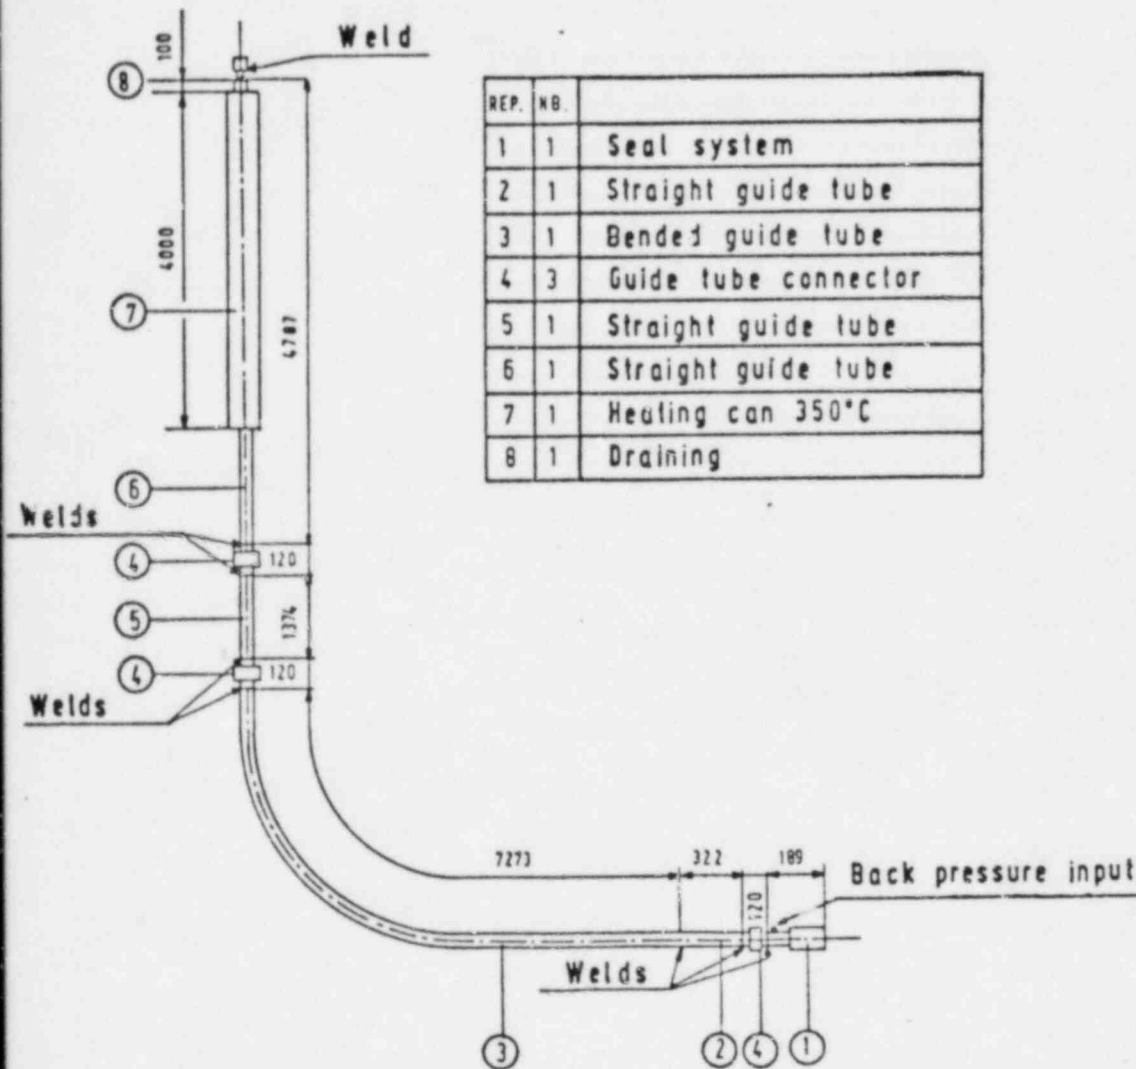 100
Weld
8
REP. NB.
1 1 Seal system
2 1 Straight guide tube
3 1 Bended guide tube
4 3 Guide tube connector
5 1 Straight guide tube
6 1 Straight guide tube
7 1 Heating can 350°C
8 1 Draining
4000
7
4787
6
Welds
4
120
5
1374
4
120
Welds
7273
322
120
189
Back pressure input
Welds
3
2
4
1